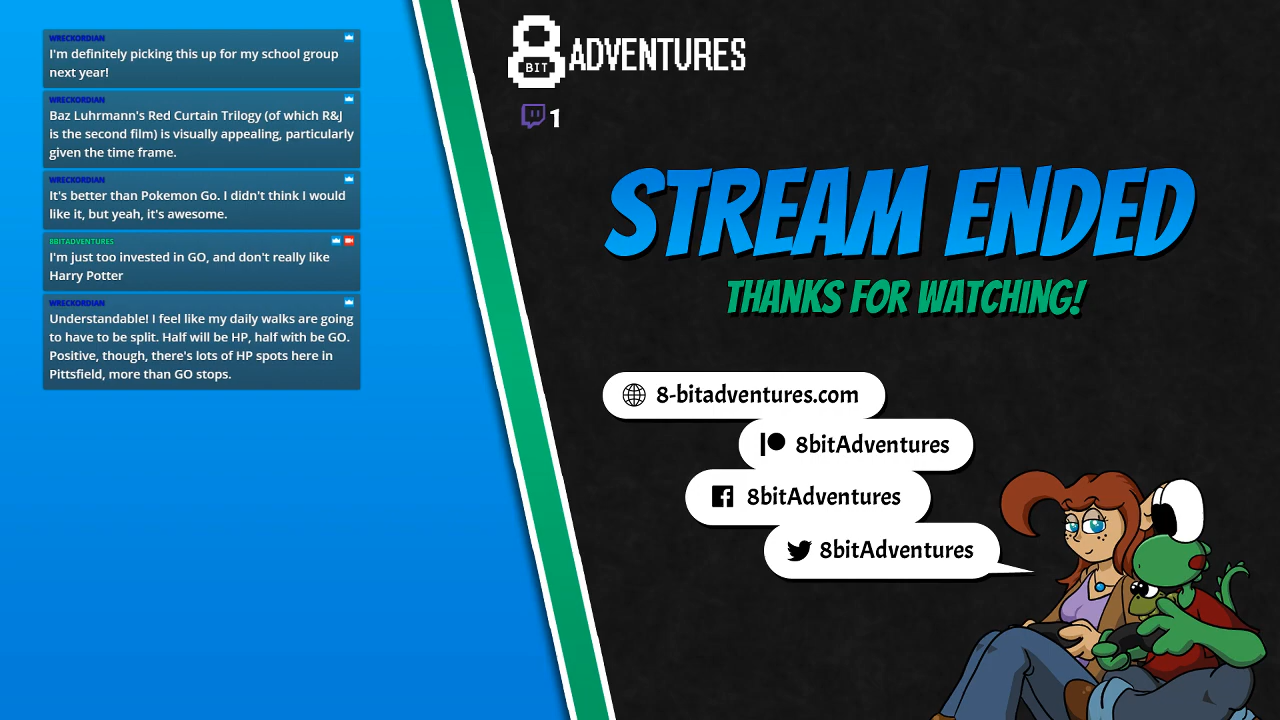 WRECKORDIAN
I'm definitely picking this up for my school group
next year!
WRECKORDIAN
Baz Luhrmann's Red Curtain Trilogy (of which R&J
is the second film) is visually appealing, particularly
given the time frame.
WRECKORDIAN
It's better than Pokemon Go. I didn't think I would
like it, but yeah, it's awesome.
8BITADVENTURES
I'm just too invested in GO, and don't really like
Harry Potter
WRECKORDIAN
Understandable! I feel like my daily walks are going
to have to be split. Half will be HP, half with be GO.
Positive, though, there's lots of HP spots here in
Pittsfield, more than GO stops.
8 BIT ADVENTURES
1
STREAM ENDED
THANKS FOR WATCHING!
8-bitadventures.com
8bitAdventures
8bitAdventures
8bitAdventures